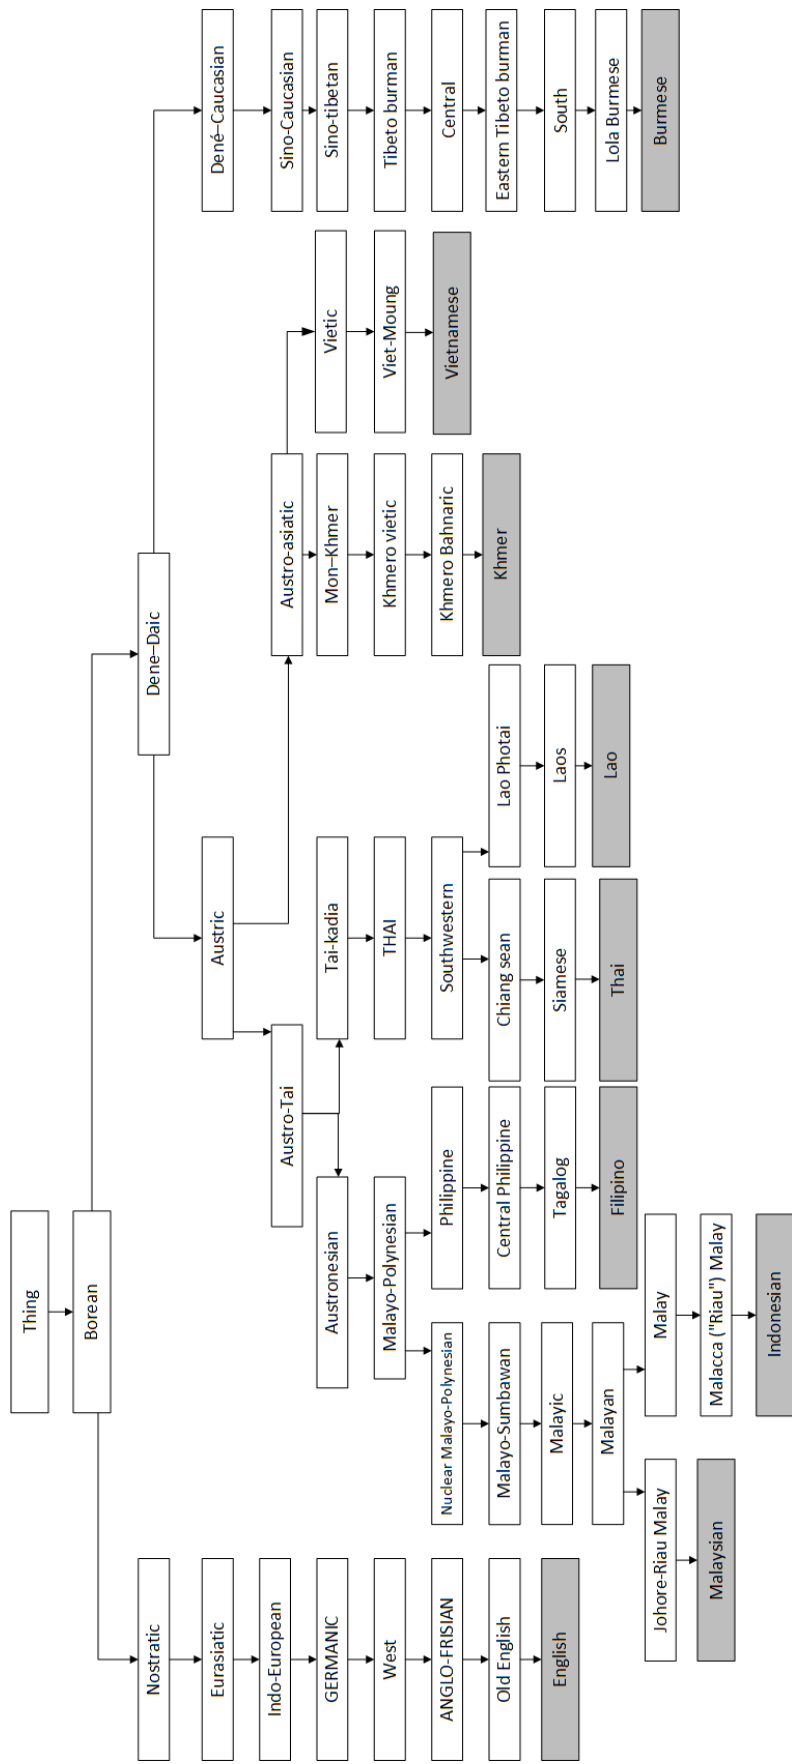 Thing
Borean
Nostratic
Dene–Daic
Eurasiatic
Austric
Dené–Caucasian
Indo-European
Austro-Tai
Austro-asiatic
Sino-Caucasian
GERMANIC
Austronesian
Tai-kadia
Mon–Khmer
Vietic
Sino-tibetan
West
Malayo-Polynesian
THAI
Khmero vietic
Viet-Moung
Tibeto burman
ANGLO-FRISIAN
Nuclear Malayo-Polynesian
Philippine
Southwestern
Khmero Bahnaric
Vietnamese
Central
Old English
Malayo-Sumbawan
Central Philippine
Chiang sean
Lao Photai
Khmer
Eastern Tibeto burman
English
Malayic
Tagalog
Siamese
Laos
South
Malayan
Filipino
Thai
Lao
Lola Burmese
Johore-Riau Malay
Malay
Burmese
Malaysian
Malacca ("Riau") Malay
Indonesian